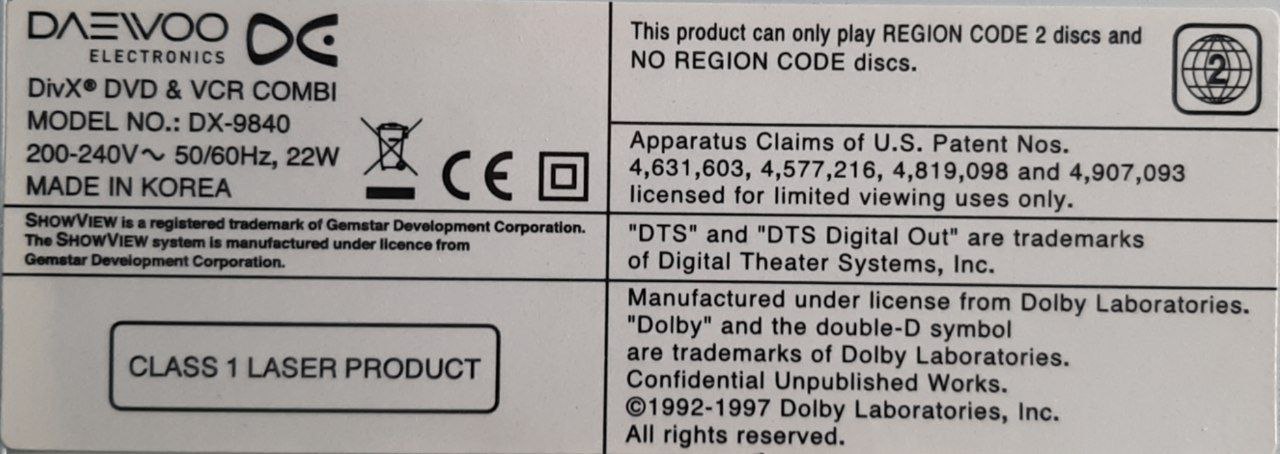 DAEWOO
ELECTRONICS
DivX® DVD & VCR COMBI
MODEL NO.: DX-9840
200-240V～ 50/60Hz, 22W
MADE IN KOREA
CE
SHOWVIEW is a registered trademark of Gemstar Development Corporation.
The SHOWVIEW system is manufactured under licence from
Gemstar Development Corporation.
CLASS 1 LASER PRODUCT
This product can only play REGION CODE 2 discs and
NO REGION CODE discs.
2
Apparatus Claims of U.S. Patent Nos.
4,631,603, 4,577,216, 4,819,098 and 4,907,093
licensed for limited viewing uses only.
"DTS" and "DTS Digital Out" are trademarks
of Digital Theater Systems, Inc.
Manufactured under license from Dolby Laboratories.
"Dolby" and the double-D symbol
are trademarks of Dolby Laboratories.
Confidential Unpublished Works.
©1992-1997 Dolby Laboratories, Inc.
All rights reserved.